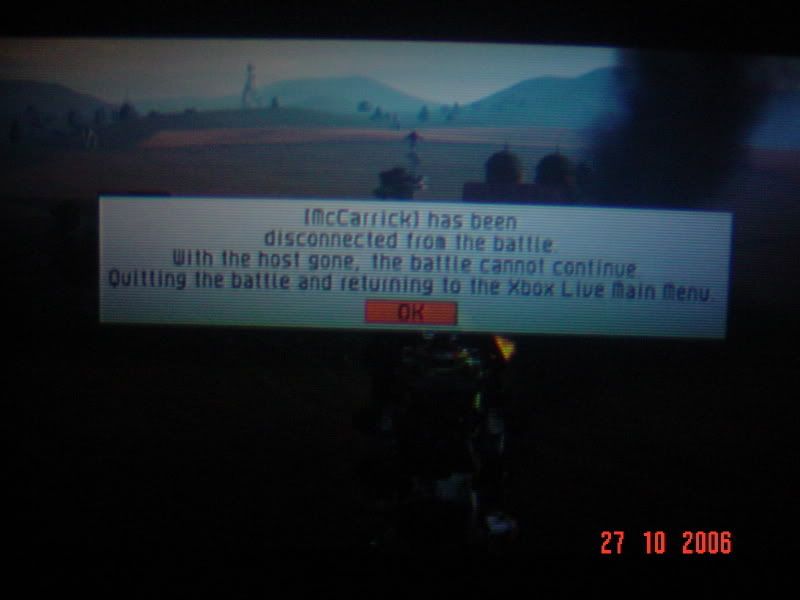 [McCarrick] has been
disconnected from the battle.
With the host gone, the battle cannot continue.
Quitting the battle and returning to the Xbox Live Main Menu.
OK
27 10 2006